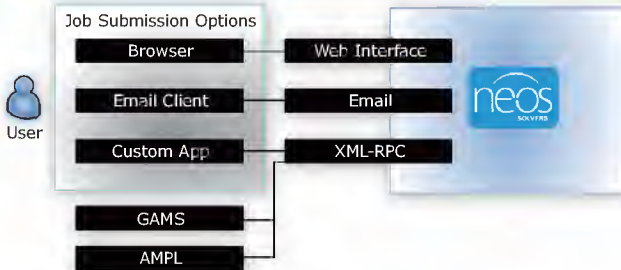 Job Submission Options
Browser
Web Interface
Email Client
Email
User
Custom App
XML-RPC
GAMS
AMPL
neos
SOLVERS